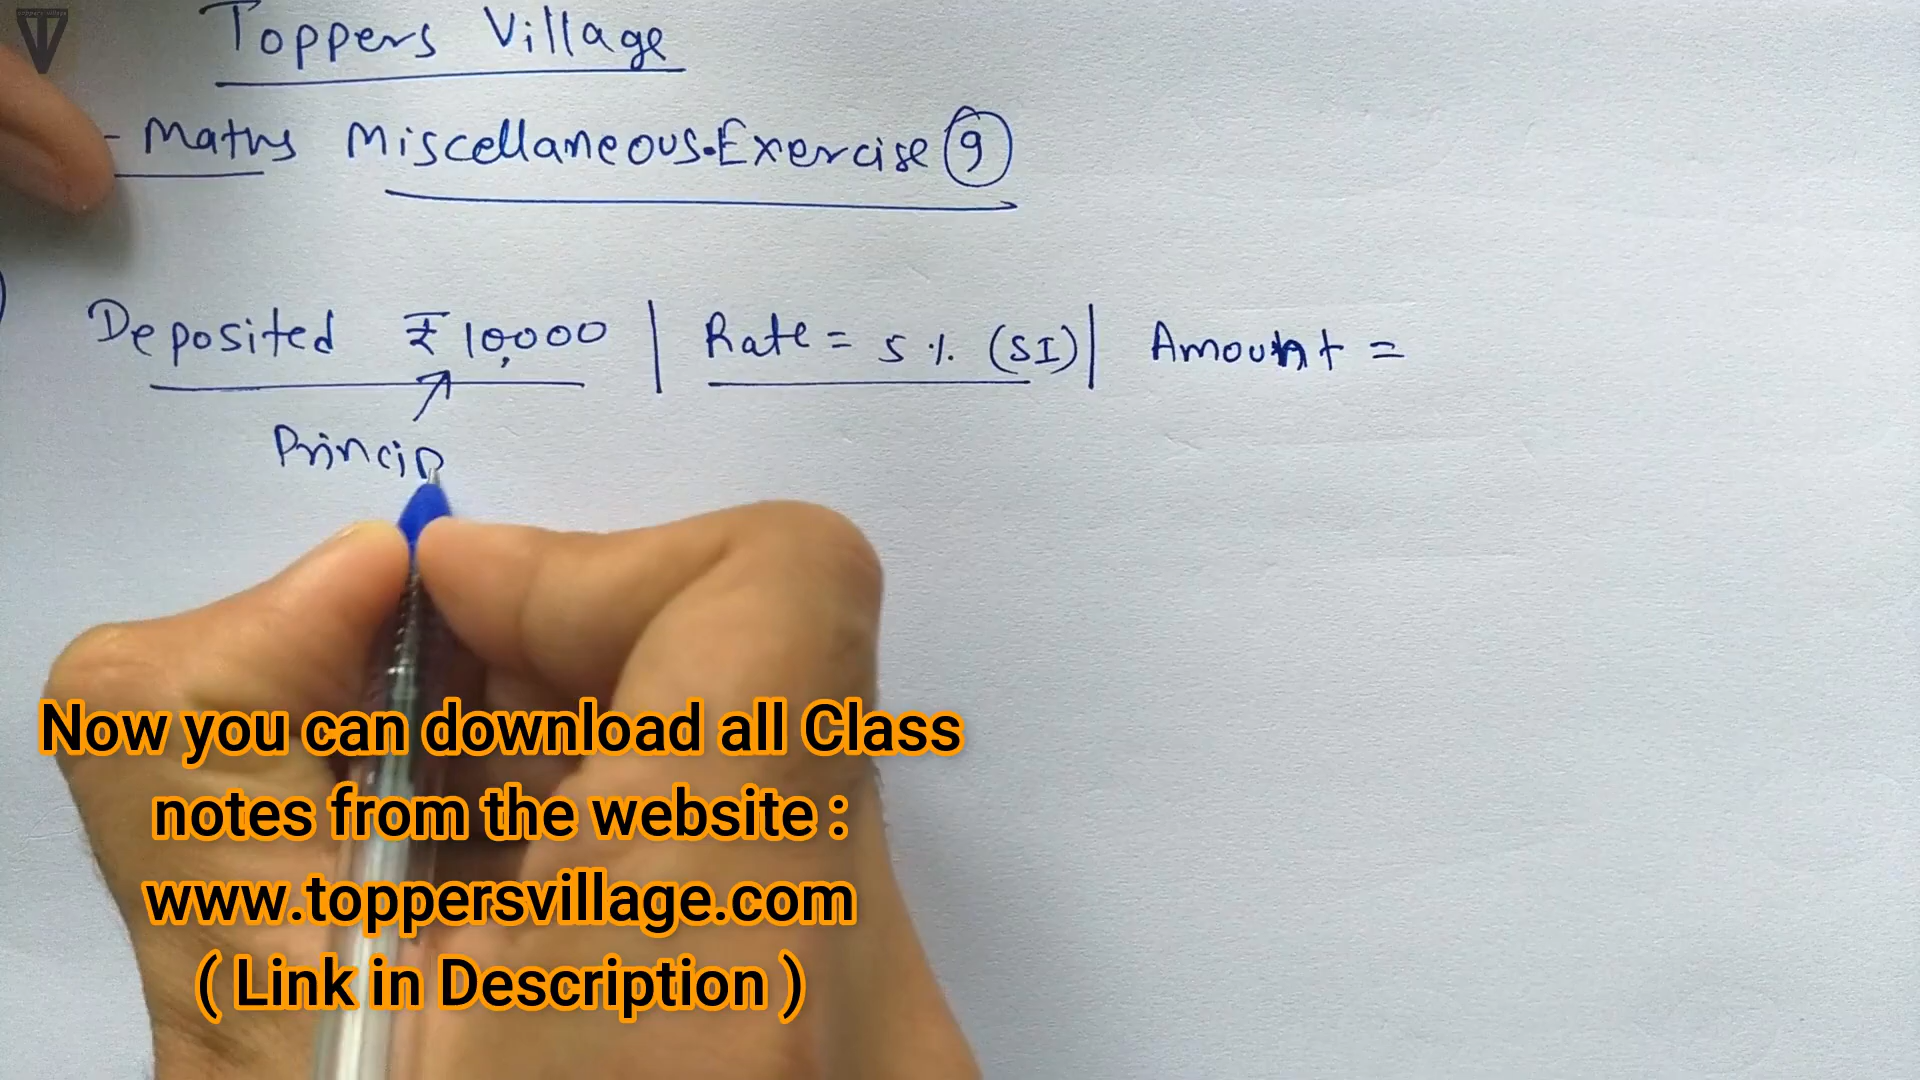 Toppers Village
- Maths Miscellaneous Exercise 9
Deposited ₹10,000 | Rate = 5% (SI) | Amount =
Princip
Now you can download all Class
notes from the website :
www.toppersvillage.com
( Link in Description )